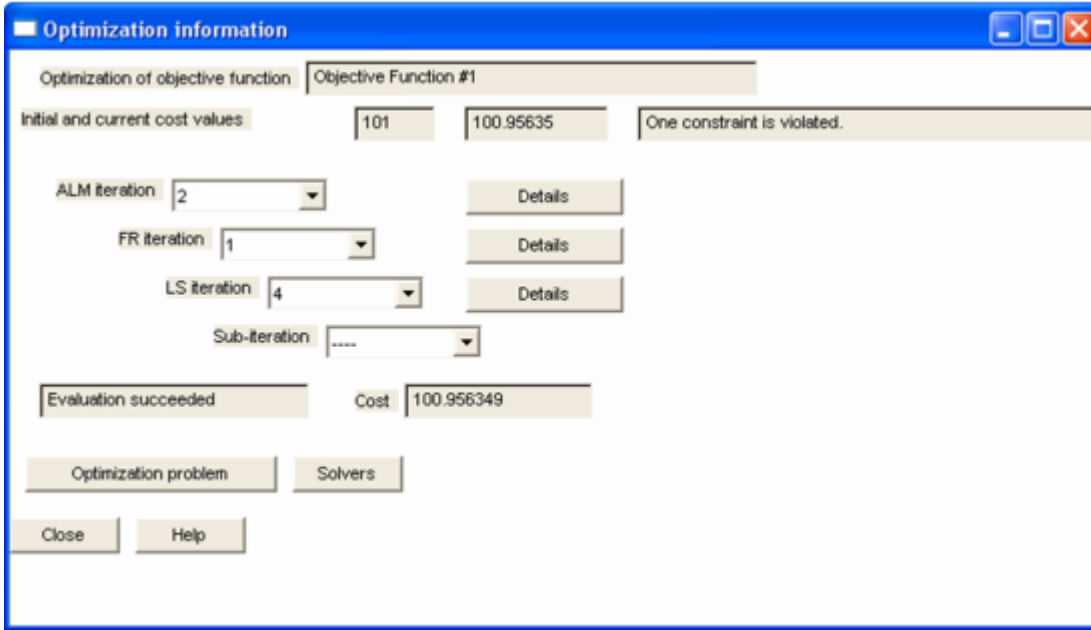 Optimization information
Optimization of objective function Objective Function #1
Initial and current cost values 101 100.95635 One constraint is violated.
ALM iteration 2 Details
FR iteration 1 Details
LS iteration 4 Details
Sub-iteration ----
Evaluation succeeded Cost 100.956349
Optimization problem Solvers
Close Help